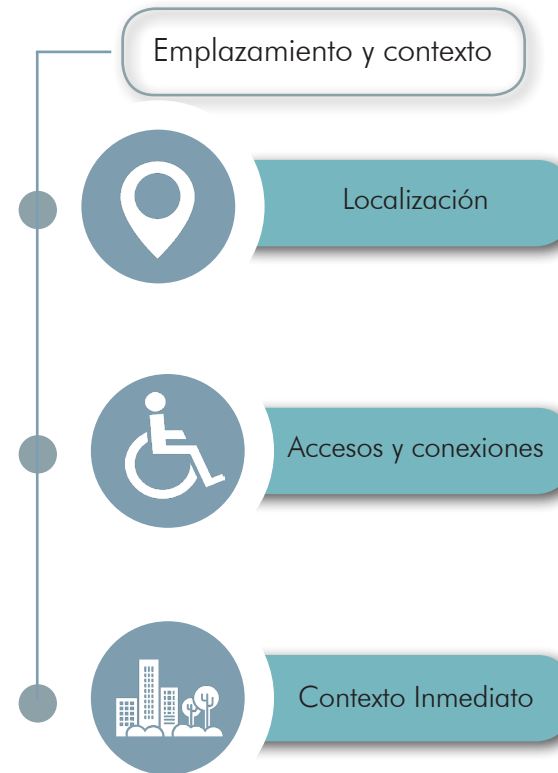 Emplazamiento y contexto
Localización
Accesos y conexiones
Contexto Inmediato